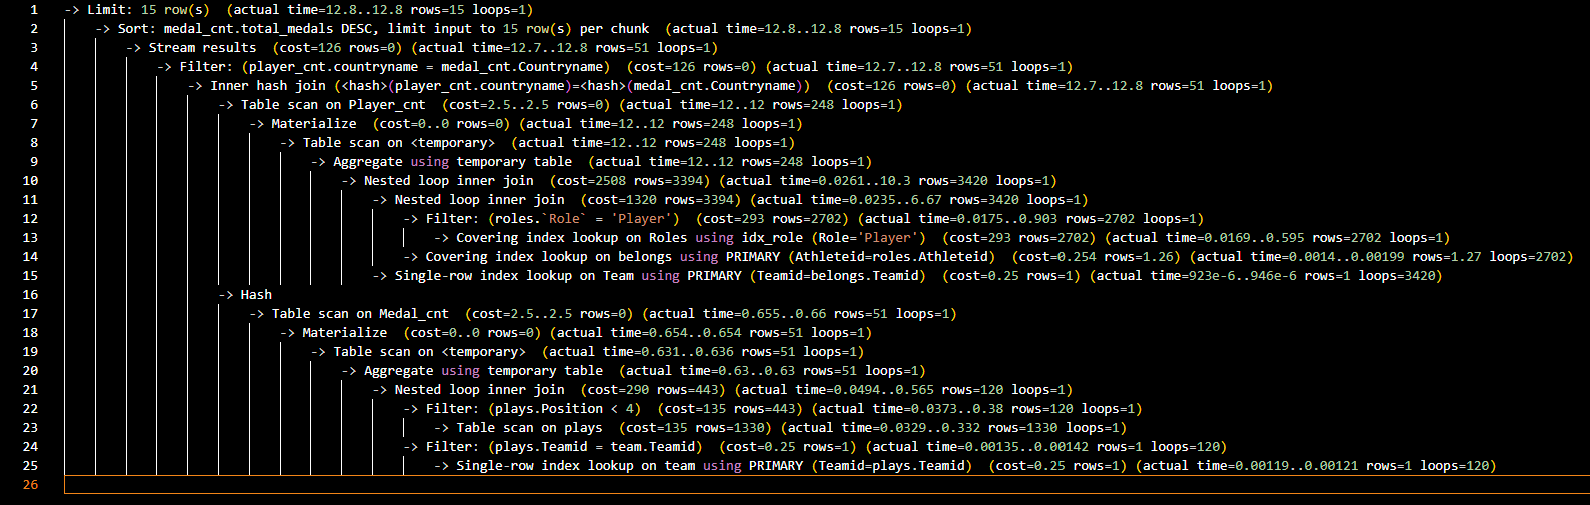 1 -> Limit: 15 row(s)  (actual time=12.8..12.8 rows=15 loops=1)
2 -> Sort: medal_cnt.total_medals DESC, limit input to 15 row(s) per chunk  (actual time=12.8..12.8 rows=15 loops=1)
3 -> Stream results  (cost=126 rows=0) (actual time=12.7..12.8 rows=51 loops=1)
4 -> Filter: (player_cnt.countryname = medal_cnt.Countryname)  (cost=126 rows=0) (actual time=12.7..12.8 rows=51 loops=1)
5 -> Inner hash join (<hash>(player_cnt.countryname)=<hash>(medal_cnt.Countryname))  (cost=126 rows=0) (actual time=12.7..12.8 rows=51 loops=1)
6 -> Table scan on Player_cnt  (cost=2.5..2.5 rows=0) (actual time=12..12 rows=248 loops=1)
7 -> Materialize  (cost=0..0 rows=0) (actual time=12..12 rows=248 loops=1)
8 -> Table scan on <temporary>  (actual time=12..12 rows=248 loops=1)
9 -> Aggregate using temporary table  (actual time=12..12 rows=248 loops=1)
10 -> Nested loop inner join  (cost=2508 rows=3394) (actual time=0.0261..10.3 rows=3420 loops=1)
11 -> Nested loop inner join  (cost=1320 rows=3394) (actual time=0.0235..6.67 rows=3420 loops=1)
12 -> Filter: (roles.`Role` = 'Player')  (cost=293 rows=2702) (actual time=0.0175..0.903 rows=2702 loops=1)
13 -> Covering index lookup on Roles using idx_role (Role='Player')  (cost=293 rows=2702) (actual time=0.0169..0.595 rows=2702 loops=1)
14 -> Covering index lookup on belongs using PRIMARY (Athleteid=roles.Athleteid)  (cost=0.254 rows=1.26) (actual time=0.0014..0.00199 rows=1.27 loops=2702)
15 -> Single-row index lookup on Team using PRIMARY (Teamid=belongs.Teamid)  (cost=0.25 rows=1) (actual time=923e-6..946e-6 rows=1 loops=3420)
16 -> Hash
17 -> Table scan on Medal_cnt  (cost=2.5..2.5 rows=0) (actual time=0.655..0.66 rows=51 loops=1)
18 -> Materialize  (cost=0..0 rows=0) (actual time=0.654..0.654 rows=51 loops=1)
19 -> Table scan on <temporary>  (actual time=0.631..0.636 rows=51 loops=1)
20 -> Aggregate using temporary table  (actual time=0.63..0.63 rows=51 loops=1)
21 -> Nested loop inner join  (cost=290 rows=443) (actual time=0.0494..0.565 rows=120 loops=1)
22 -> Filter: (plays.Position < 4)  (cost=135 rows=443) (actual time=0.0373..0.38 rows=120 loops=1)
23 -> Table scan on plays  (cost=135 rows=1330) (actual time=0.0329..0.332 rows=1330 loops=1)
24 -> Filter: (plays.Teamid = team.Teamid)  (cost=0.25 rows=1) (actual time=0.00135..0.00142 rows=1 loops=120)
25 -> Single-row index lookup on team using PRIMARY (Teamid=plays.Teamid)  (cost=0.25 rows=1) (actual time=0.00119..0.00121 rows=1 loops=120)
26